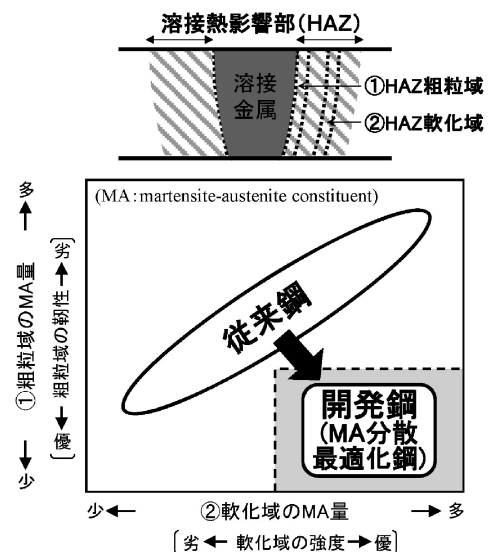 溶接熱影響部(HAZ)
溶接
金属
①HAZ粗粒域
②HAZ軟化域
(MA:martensite-austenite constituent)
多
少
①粗粒域のMA量
劣
優
粗粒域の靭性
従来鋼
開発鋼
(MA分散
最適化鋼)
少
②軟化域のMA量
多
劣
軟化域の強度
優